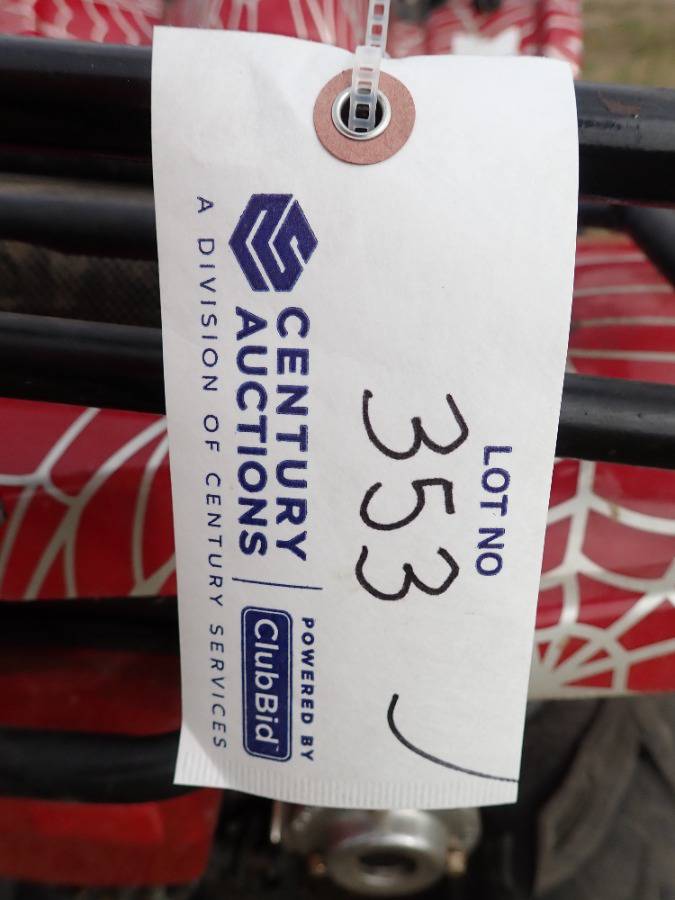 LOT NO
353
CENTURY
AUCTIONS
POWERED BY
ClubBid
A DIVISION OF CENTURY SERVICES